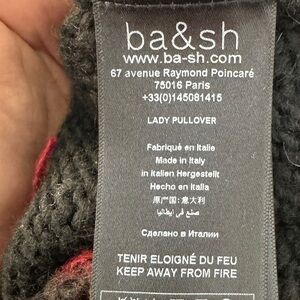 ba&sh
www.ba-sh.com
67 avenue Raymond Poincaré
75016 Paris
+33(0)145081415
LADY PULLOVER
Fabriqué en Italie
Made in Italy
in Italien Hergestellt
Hecho en Italia
原产国：意大利
صنع في ايطاليا
Сделано в Италии
TENIR ELOIGNÉ DU FEU
KEEP AWAY FROM FIRE